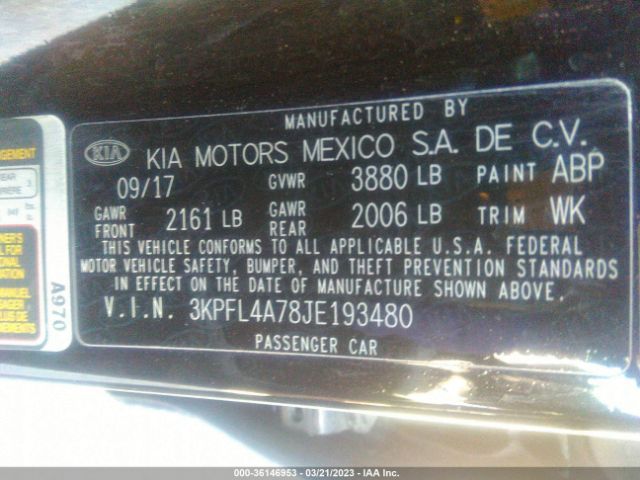 MANUFACTURED BY
KIA KIA MOTORS MEXICO S.A. DE C.V.
09/17 GVWR 3880 LB PAINT ABP
GAWR FRONT 2161 LB GAWR REAR 2006 LB TRIM WK
THIS VEHICLE CONFORMS TO ALL APPLICABLE U.S.A. FEDERAL
MOTOR VEHICLE SAFETY, BUMPER, AND THEFT PREVENTION STANDARDS
IN EFFECT ON THE DATE OF MANUFACTURE SHOWN ABOVE.
V.I.N. 3KPFL4A78JE193480
PASSENGER CAR
A970
000-36146953 - 03/21/2023 - IAA Inc.